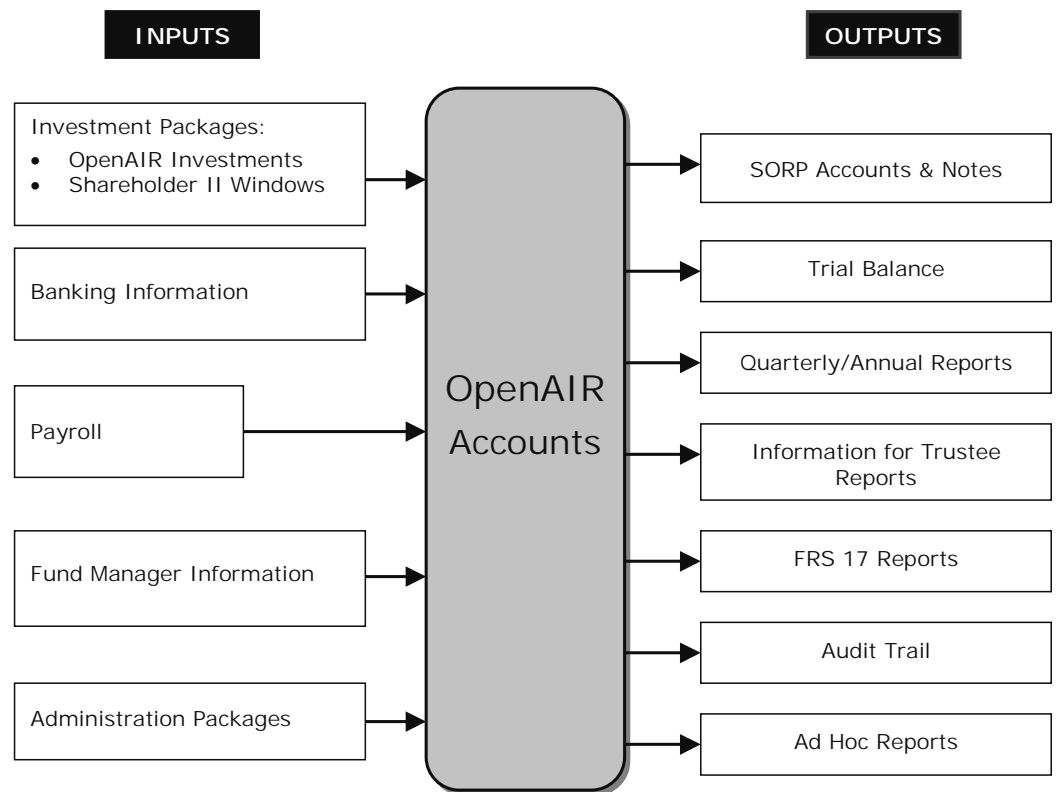 INPUTS
OUTPUTS
Investment Packages:
• OpenAIR Investments
• Shareholder II Windows
Banking Information
Payroll
Fund Manager Information
Administration Packages
OpenAIR
Accounts
SORP Accounts & Notes
Trial Balance
Quarterly/Annual Reports
Information for Trustee
Reports
FRS 17 Reports
Audit Trail
Ad Hoc Reports